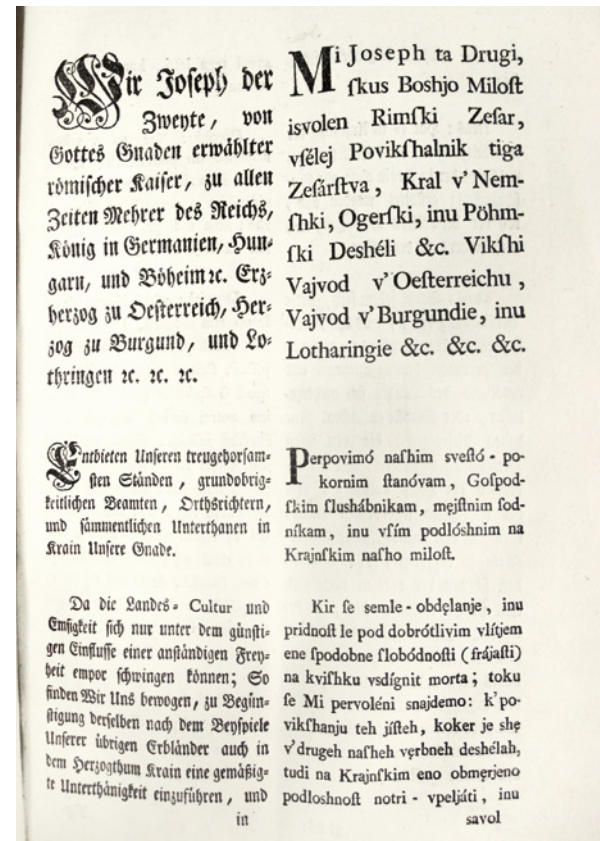 Wir Joseph der
Zweyte, von
Gottes Gnaden erwählter
römischer Kaiser, zu allen
Zeiten Mehrer des Reichs,
König in Germanien, Hun-
garn, und Böheim ꝛc. Erz-
herzog zu Oesterreich, Her-
zog zu Burgund, und Lo-
thringen ꝛc. ꝛc. ꝛc.
Entbieten Unseren treugehorsam-
sten Ständen, grundobrig-
keitlichen Beamten, Orthsrichtern,
und sämmentlichen Unterthanen in
Krain Unsere Gnade.
Da die Landes-Cultur und
Emsigkeit sich nur unter dem günsti-
gen Einflusse einer anständigen Frey-
heit empor schwingen können; So
finden Wir Uns bewogen, zu Begün-
stigung derselben nach dem Beyspiele
Unserer übrigen Erbländer auch in
dem Herzogthum Krain eine gemäßig-
te Unterthänigkeit einzuführen, und
in
Mi Joseph ta Drugi,
ſkus Boshjo Miloſt
isvolen Rimſki Zeſar,
vſélej Povikſhalnik tiga
Zeſárſtva, Kral v' Nem-
ſhki, Ogerſki, inu Pöhm-
ſki Deshéli &c. Vikſhi
Vajvod v' Oeſterreichu,
Vajvod v' Burgundie, inu
Lotharingie &c. &c. &c.
Perpovimó naſhim sveſtó-po-
kornim ſtanóvam, Goſpod-
ſkim ſlushábnikam, męjſtnim ſod-
níkam, inu vſím podlóshnim na
Krajnſkim naſho miloſt.
Kir ſe semle-obdęlanje, inu
pridnoſt le pod dobrótlivim vlítjem
ene ſpodobne ſlobódnoſti (frájaſti)
na kviſhku vsdígnit morta; toku
ſe Mi pervoléni snajdemo: k' po-
vikſhanju teh jíſteh, koker je shę
v' drugeh naſheh vęrbneh deshélah,
tudi na Krajnſkim eno obmęrjeno
podloshnoſt notri-vpeljáti, inu
savol